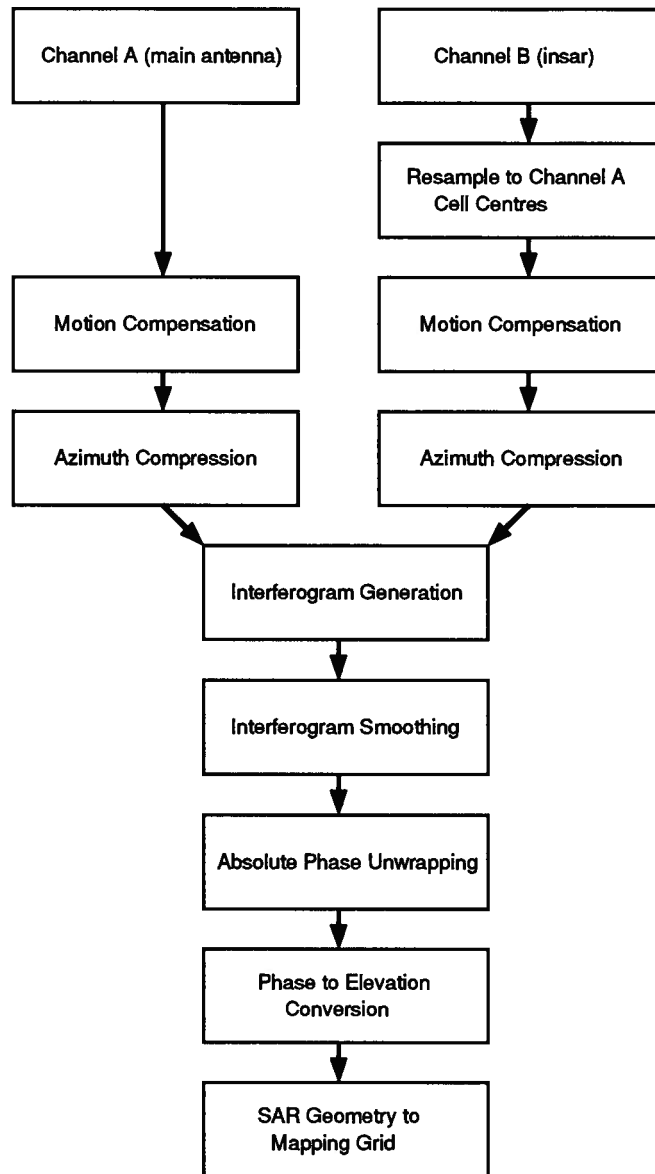 Channel A (main antenna)
Channel B (insar)
Resample to Channel A
Cell Centres
Motion Compensation
Motion Compensation
Azimuth Compression
Azimuth Compression
Interferogram Generation
Interferogram Smoothing
Absolute Phase Unwrapping
Phase to Elevation
Conversion
SAR Geometry to
Mapping Grid